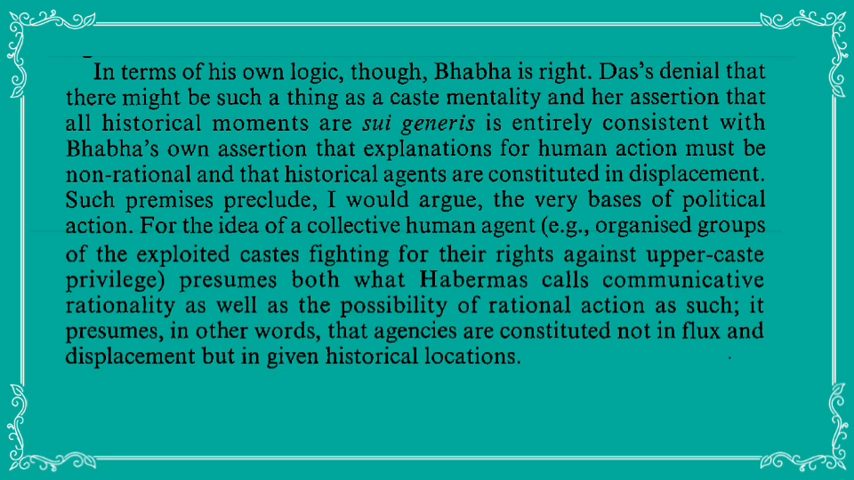 In terms of his own logic, though, Bhabha is right. Das's denial that
there might be such a thing as a caste mentality and her assertion that
all historical moments are sui generis is entirely consistent with
Bhabha's own assertion that explanations for human action must be
non-rational and that historical agents are constituted in displacement.
Such premises preclude, I would argue, the very bases of political
action. For the idea of a collective human agent (e.g., organised groups
of the exploited castes fighting for their rights against upper-caste
privilege) presumes both what Habermas calls communicative
rationality as well as the possibility of rational action as such; it
presumes, in other words, that agencies are constituted not in flux and
displacement but in given historical locations.